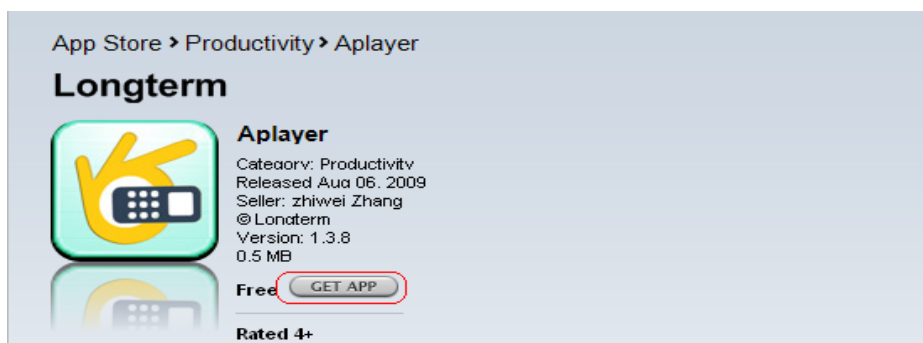 App Store > Productivity > Aplayer
Longterm
Aplayer
Category: Productivity
Released Aug 06, 2009
Seller: zhiwei Zhang
© Longterm
Version: 1.3.8
0.5 MB
Free GET APP
Rated 4+